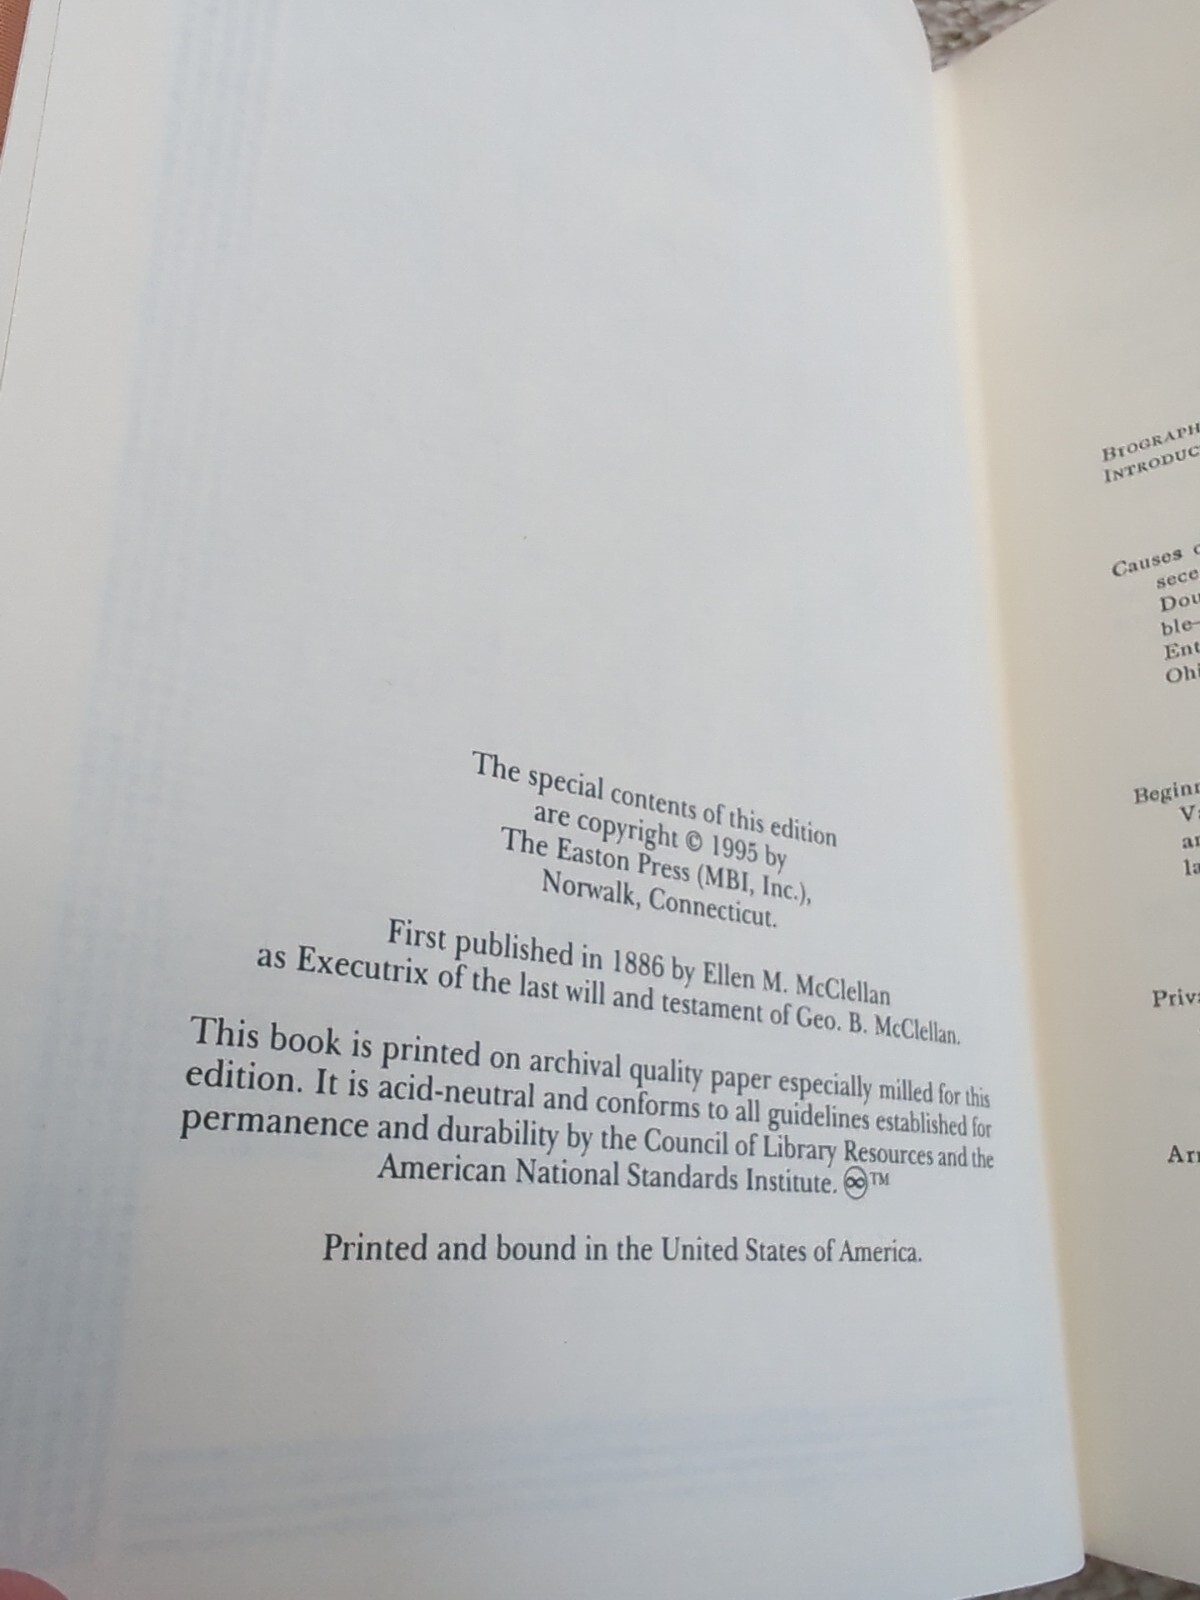 The special contents of this edition
are copyright © 1995 by
The Easton Press (MBI, Inc.),
Norwalk, Connecticut.
First published in 1886 by Ellen M. McClellan
as Executrix of the last will and testament of Geo. B. McClellan.
This book is printed on archival quality paper especially milled for this
edition. It is acid-neutral and conforms to all guidelines established for
permanence and durability by the Council of Library Resources and the
American National Standards Institute. ♾™
Printed and bound in the United States of America.
Causes
ble—